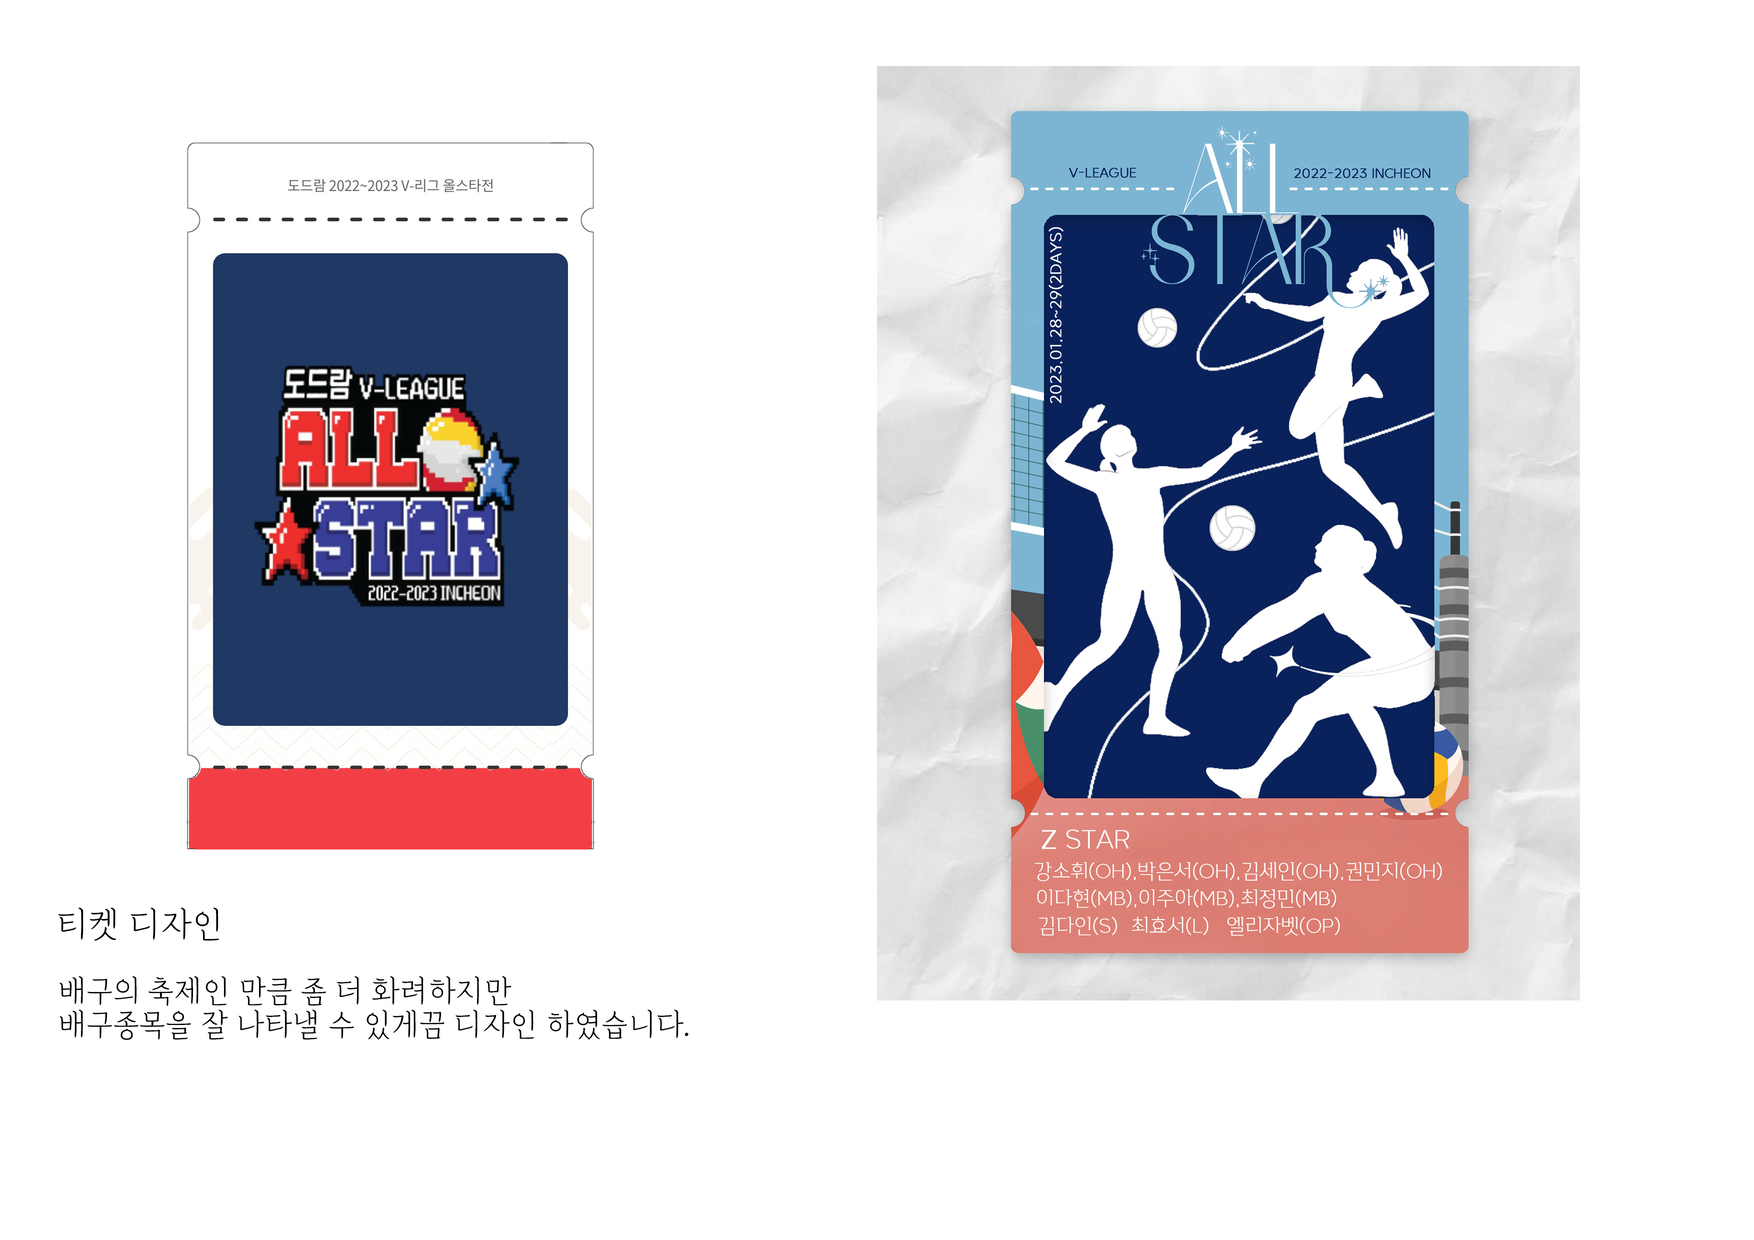 도드람 2022~2023 V-리그 올스타전
도드람 V-LEAGUE
ALL
STAR
2022-2023 INCHEON
티켓 디자인
배구의 축제인 만큼 좀 더 화려하지만
배구종목을 잘 나타낼 수 있게끔 디자인 하였습니다.
V-LEAGUE
ALL
2022-2023 INCHEON
STAR
2023.01.28~29(2DAYS)
Z STAR
강소휘(OH),박은서(OH),김세인(OH),권민지(OH)
이다현(MB),이주아(MB),최정민(MB)
김다인(S) 최효서(L) 엘리자벳(OP)